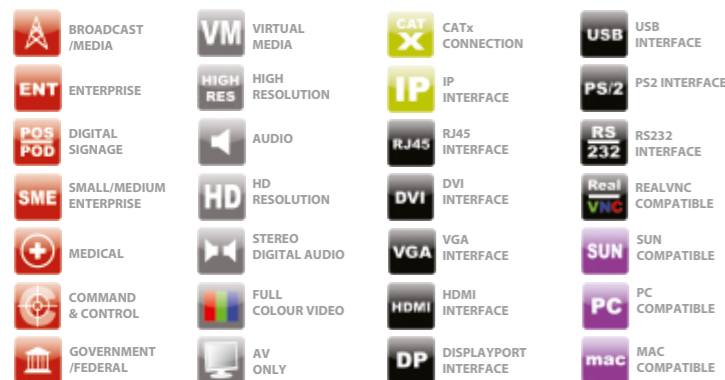 BROADCAST
/MEDIA
ENT
ENTERPRISE
POS
POD
DIGITAL
SIGNAGE
SME
SMALL/MEDIUM
ENTERPRISE
MEDICAL
COMMAND
& CONTROL
GOVERNMENT
/FEDERAL
VM
VIRTUAL
MEDIA
HIGH
RES
HIGH
RESOLUTION
AUDIO
HD
HD
RESOLUTION
STEREO
DIGITAL AUDIO
FULL
COLOUR VIDEO
AV
ONLY
CAT
X
CATx
CONNECTION
IP
IP
INTERFACE
RJ45
RJ45
INTERFACE
DVI
DVI
INTERFACE
VGA
VGA
INTERFACE
HDMI
HDMI
INTERFACE
DP
DISPLAYPORT
INTERFACE
USB
USB
INTERFACE
PS/2
PS2 INTERFACE
RS
232
RS232
INTERFACE
Real
VNC
REALVNC
COMPATIBLE
SUN
SUN
COMPATIBLE
PC
PC
COMPATIBLE
mac
MAC
COMPATIBLE